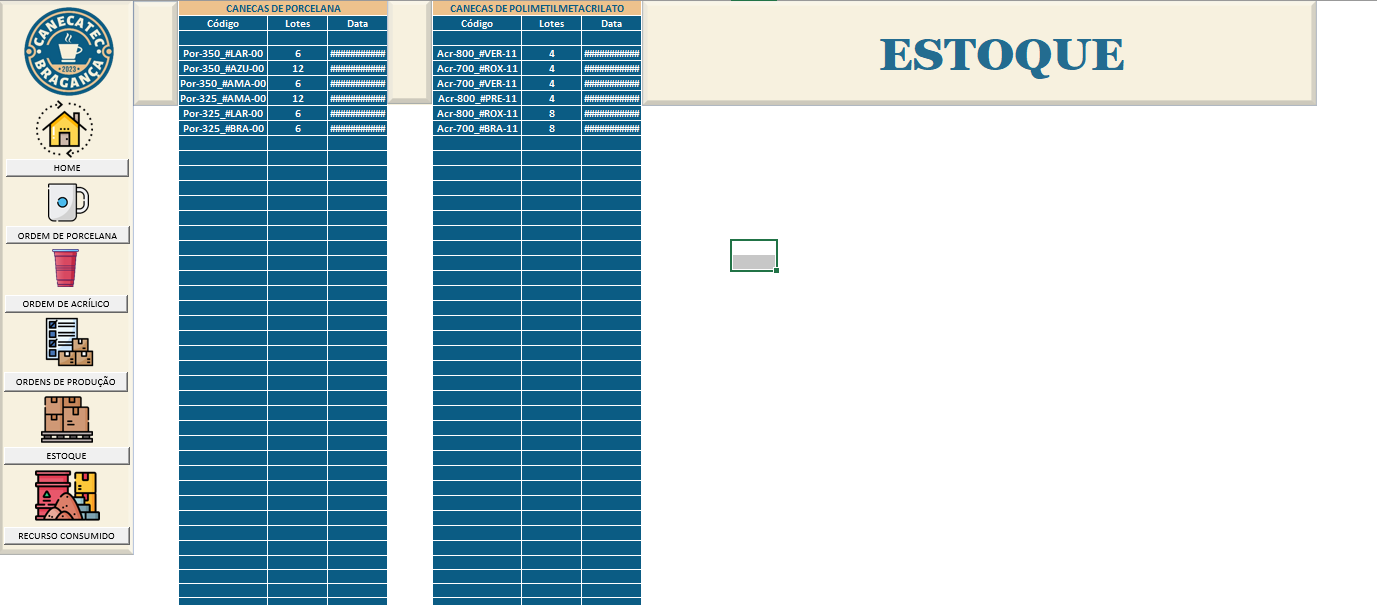 CANECATEC
• 2023 •
BRAGANÇA
HOME
ORDEM DE PORCELANA
ORDEM DE ACRÍLICO
ORDENS DE PRODUÇÃO
ESTOQUE
RECURSO CONSUMIDO
CANECAS DE PORCELANA
Código Lotes Data
Por-350_#LAR-00 6 ###########
Por-350_#AZU-00 12 ###########
Por-350_#AMA-00 6 ###########
Por-325_#AMA-00 12 ###########
Por-325_#LAR-00 6 ###########
Por-325_#BRA-00 6 ###########
CANECAS DE POLIMETILMETACRILATO
Código Lotes Data
Acr-800_#VER-11 4 ###########
Acr-700_#ROX-11 4 ###########
Acr-700_#VER-11 4 ###########
Acr-800_#PRE-11 4 ###########
Acr-800_#ROX-11 8 ###########
Acr-700_#BRA-11 8 ###########
ESTOQUE